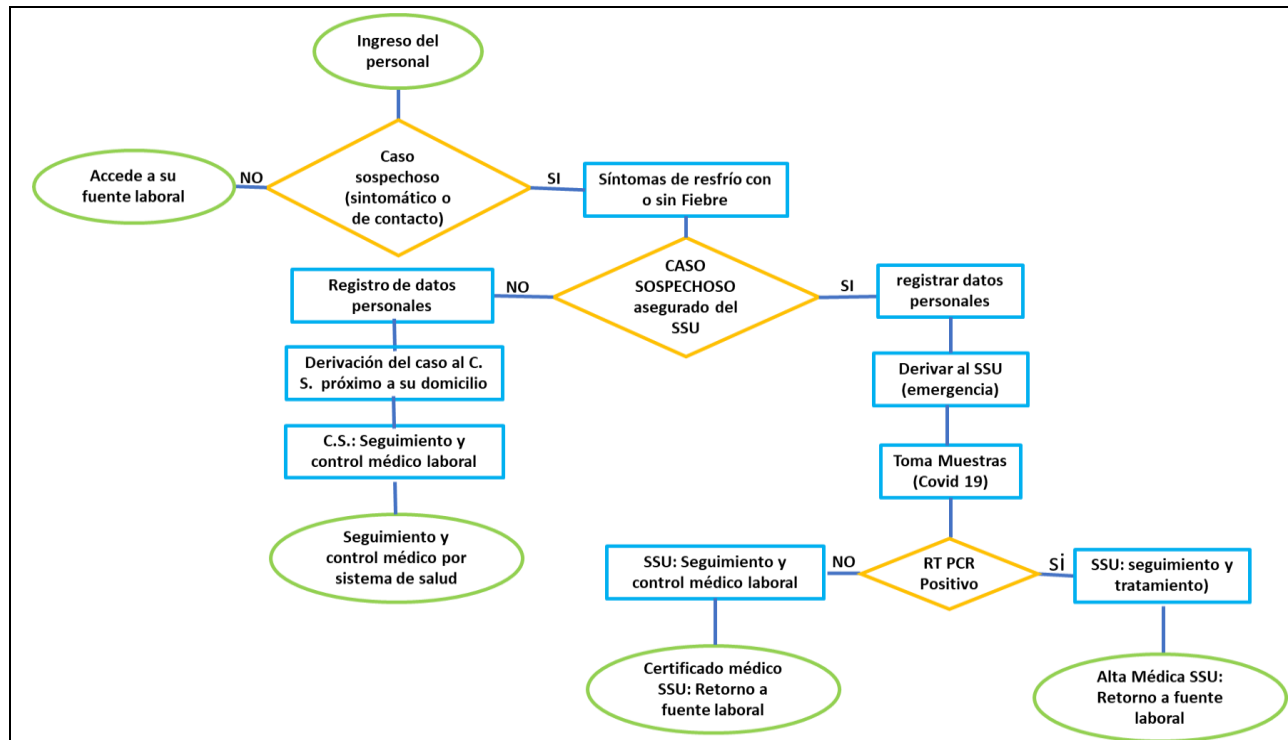 Ingreso del
personal
Caso
sospechoso
(sintomático o
de contacto)
NO
Accede a su
fuente laboral
SI
Síntomas de resfrío con
o sin Fiebre
CASO
SOSPECHOSO
asegurado del
SSU
NO
Registro de datos
personales
Derivación del caso al C.
S. próximo a su domicilio
C.S.: Seguimiento y
control médico laboral
Seguimiento y
control médico por
sistema de salud
SI
registrar datos
personales
Derivar al SSU
(emergencia)
Toma Muestras
(Covid 19)
RT PCR
Positivo
NO
SSU: Seguimiento y
control médico laboral
Certificado médico
SSU: Retorno a
fuente laboral
sí
SSU: seguimiento y
tratamiento)
Alta Médica SSU:
Retorno a fuente
laboral